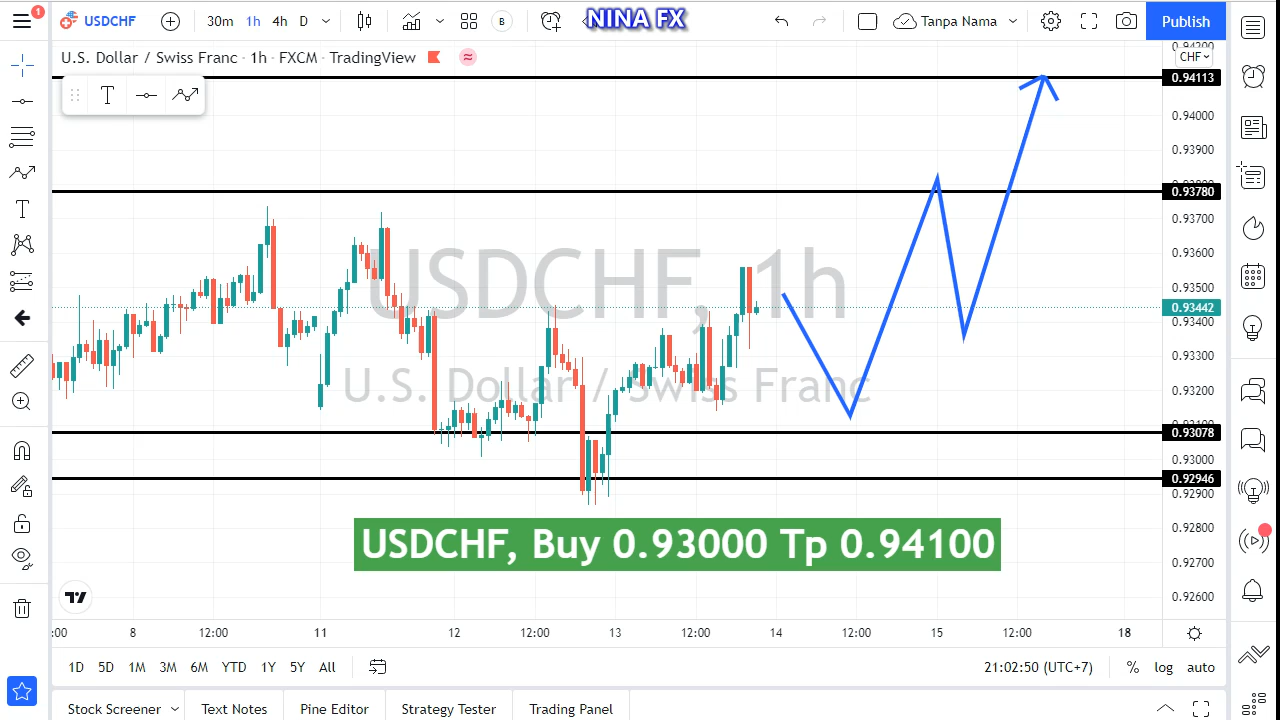 1 USDCHF 30m 1h 4h D B NINA FX Tanpa Nama Publish
U.S. Dollar / Swiss Franc · 1h · FXCM · TradingView
CHF
T
T
USDCHF, 1h
U.S. Dollar / Swiss Franc
0.94200
0.94113
0.94000
0.93900
0.93780
0.93700
0.93600
0.93500
0.93442
0.93400
0.93300
0.93200
0.93078
0.93000
0.92946
0.92900
0.92800
0.92700
0.92600
USDCHF, Buy 0.93000 Tp 0.94100
:00 8 12:00 11 12 12:00 13 12:00 14 12:00 15 12:00 18
1D 5D 1M 3M 6M YTD 1Y 5Y All 21:02:50 (UTC+7) % log auto
Stock Screener Text Notes Pine Editor Strategy Tester Trading Panel